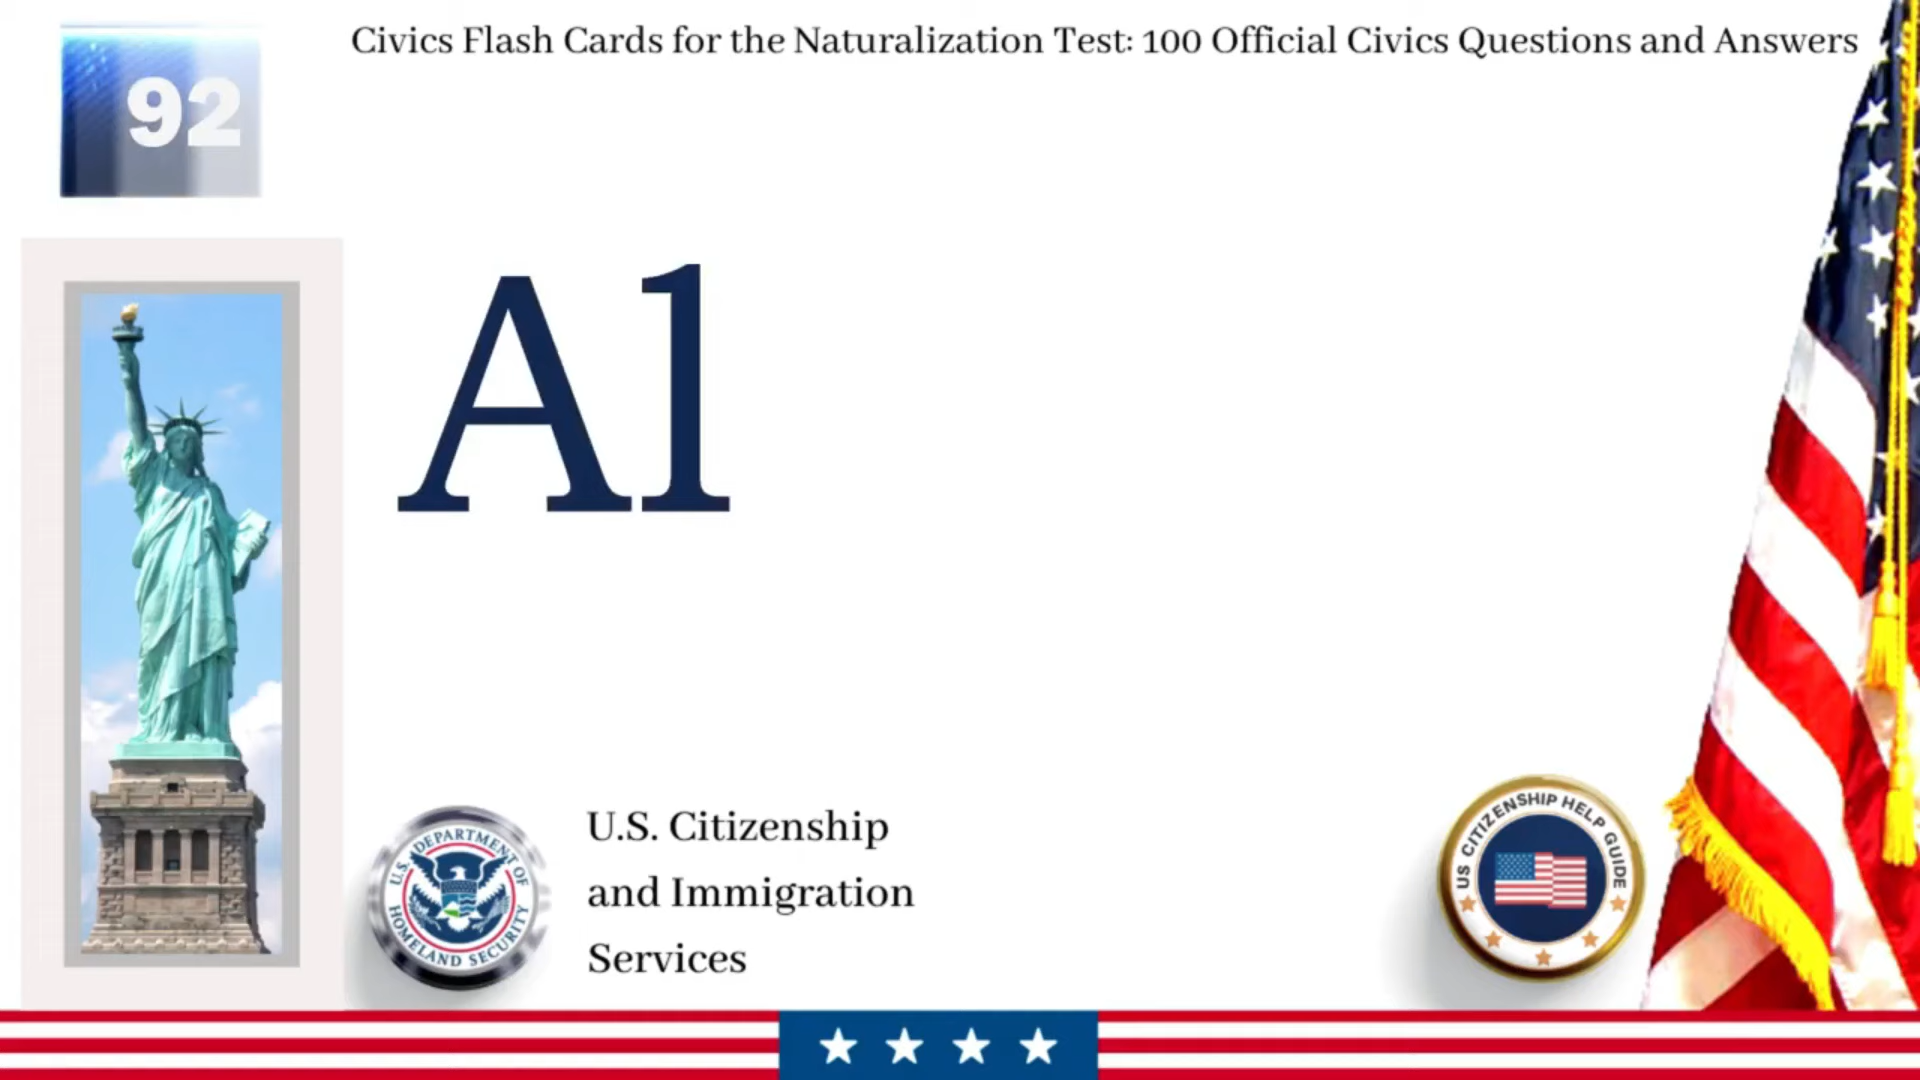 Civics Flash Cards for the Naturalization Test: 100 Official Civics Questions and Answers
92
Al
U.S. Citizenship
and Immigration
Services
U.S. DEPARTMENT OF
HOMELAND SECURITY
US CITIZENSHIP HELP GUIDE